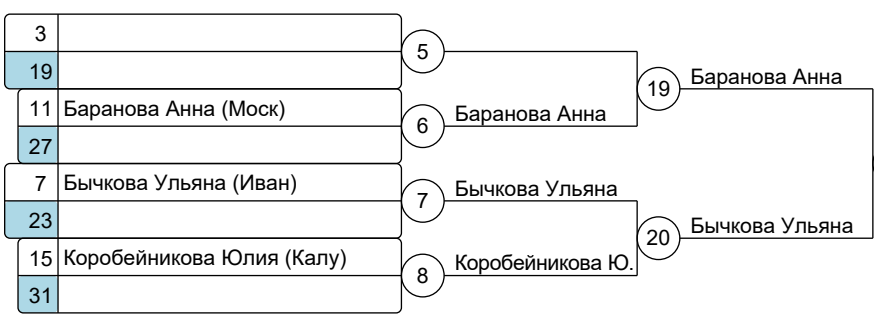 3
5
19
Баранова Анна
19
11 Баранова Анна (Моск)
6
Баранова Анна
27
7 Бычкова Ульяна (Иван)
7
Бычкова Ульяна
23
20
Бычкова Ульяна
15 Коробейникова Юлия (Калу)
8
Коробейникова Ю.
31